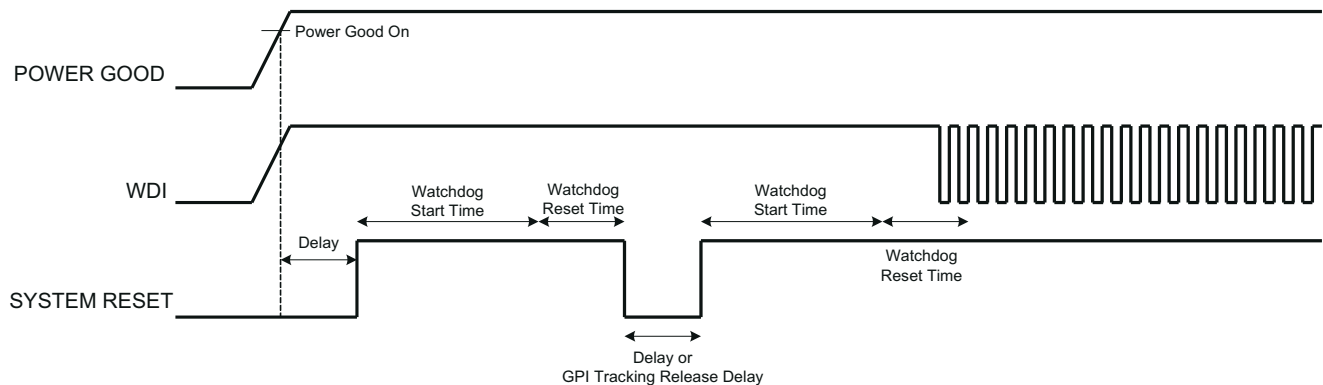 Power Good On
POWER GOOD
WDI
Watchdog
Start Time
Watchdog
Reset Time
Watchdog
Start Time
Delay
Watchdog
Reset Time
SYSTEM RESET
Delay or
GPI Tracking Release Delay